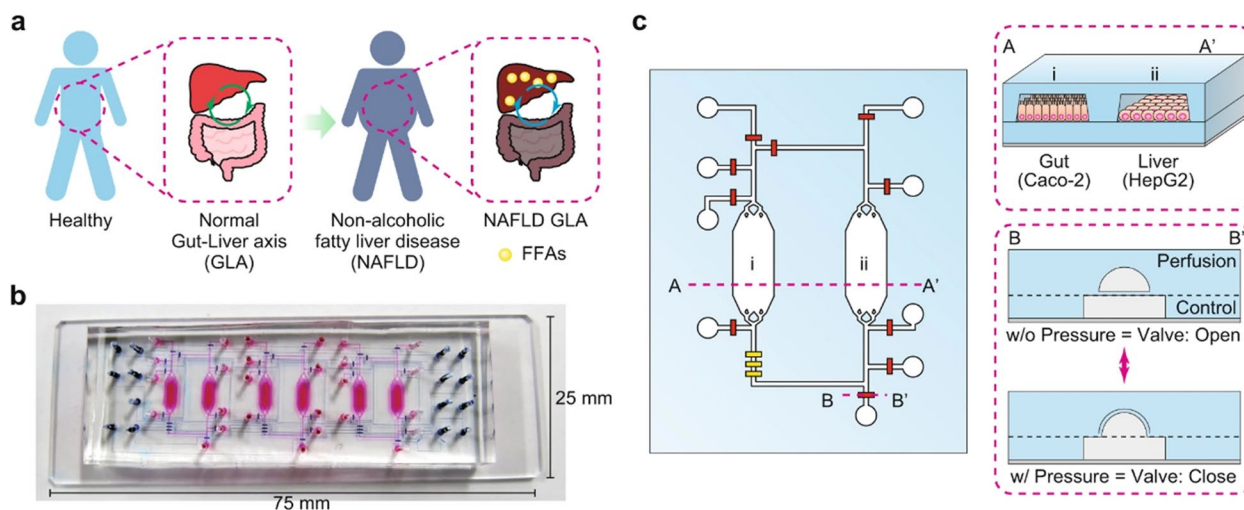 a
Healthy
Normal
Gut-Liver axis
(GLA)
Non-alcoholic
fatty liver disease
(NAFLD)
NAFLD GLA
FFAs
b
25 mm
75 mm
c
i
ii
A
A'
B
B'
A
A'
i
ii
Gut
(Caco-2)
Liver
(HepG2)
B
B'
Perfusion
Control
w/o Pressure = Valve: Open
w/ Pressure = Valve: Close